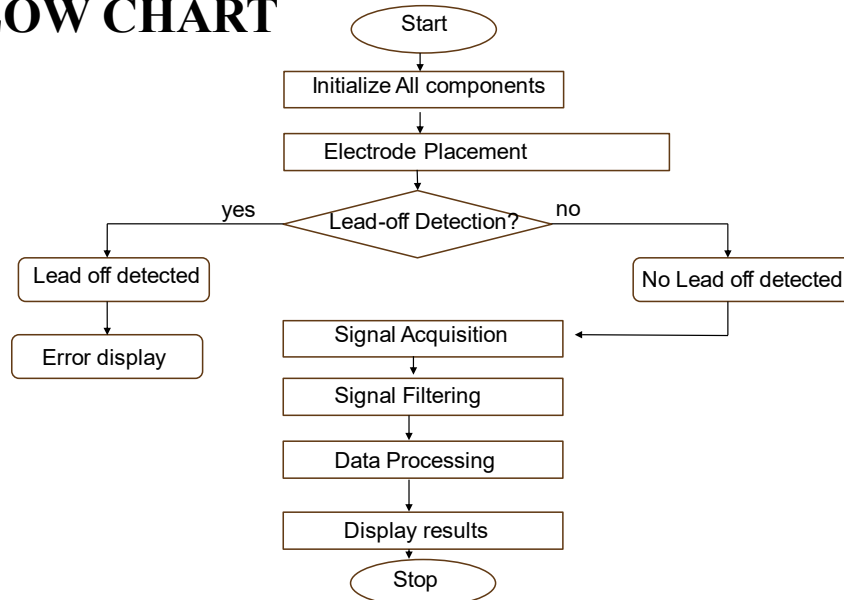 LOW CHART
Start
Initialize All components
Electrode Placement
yes
Lead-off Detection?
no
Lead off detected
No Lead off detected
Signal Acquisition
Error display
Signal Filtering
Data Processing
Display results
Stop